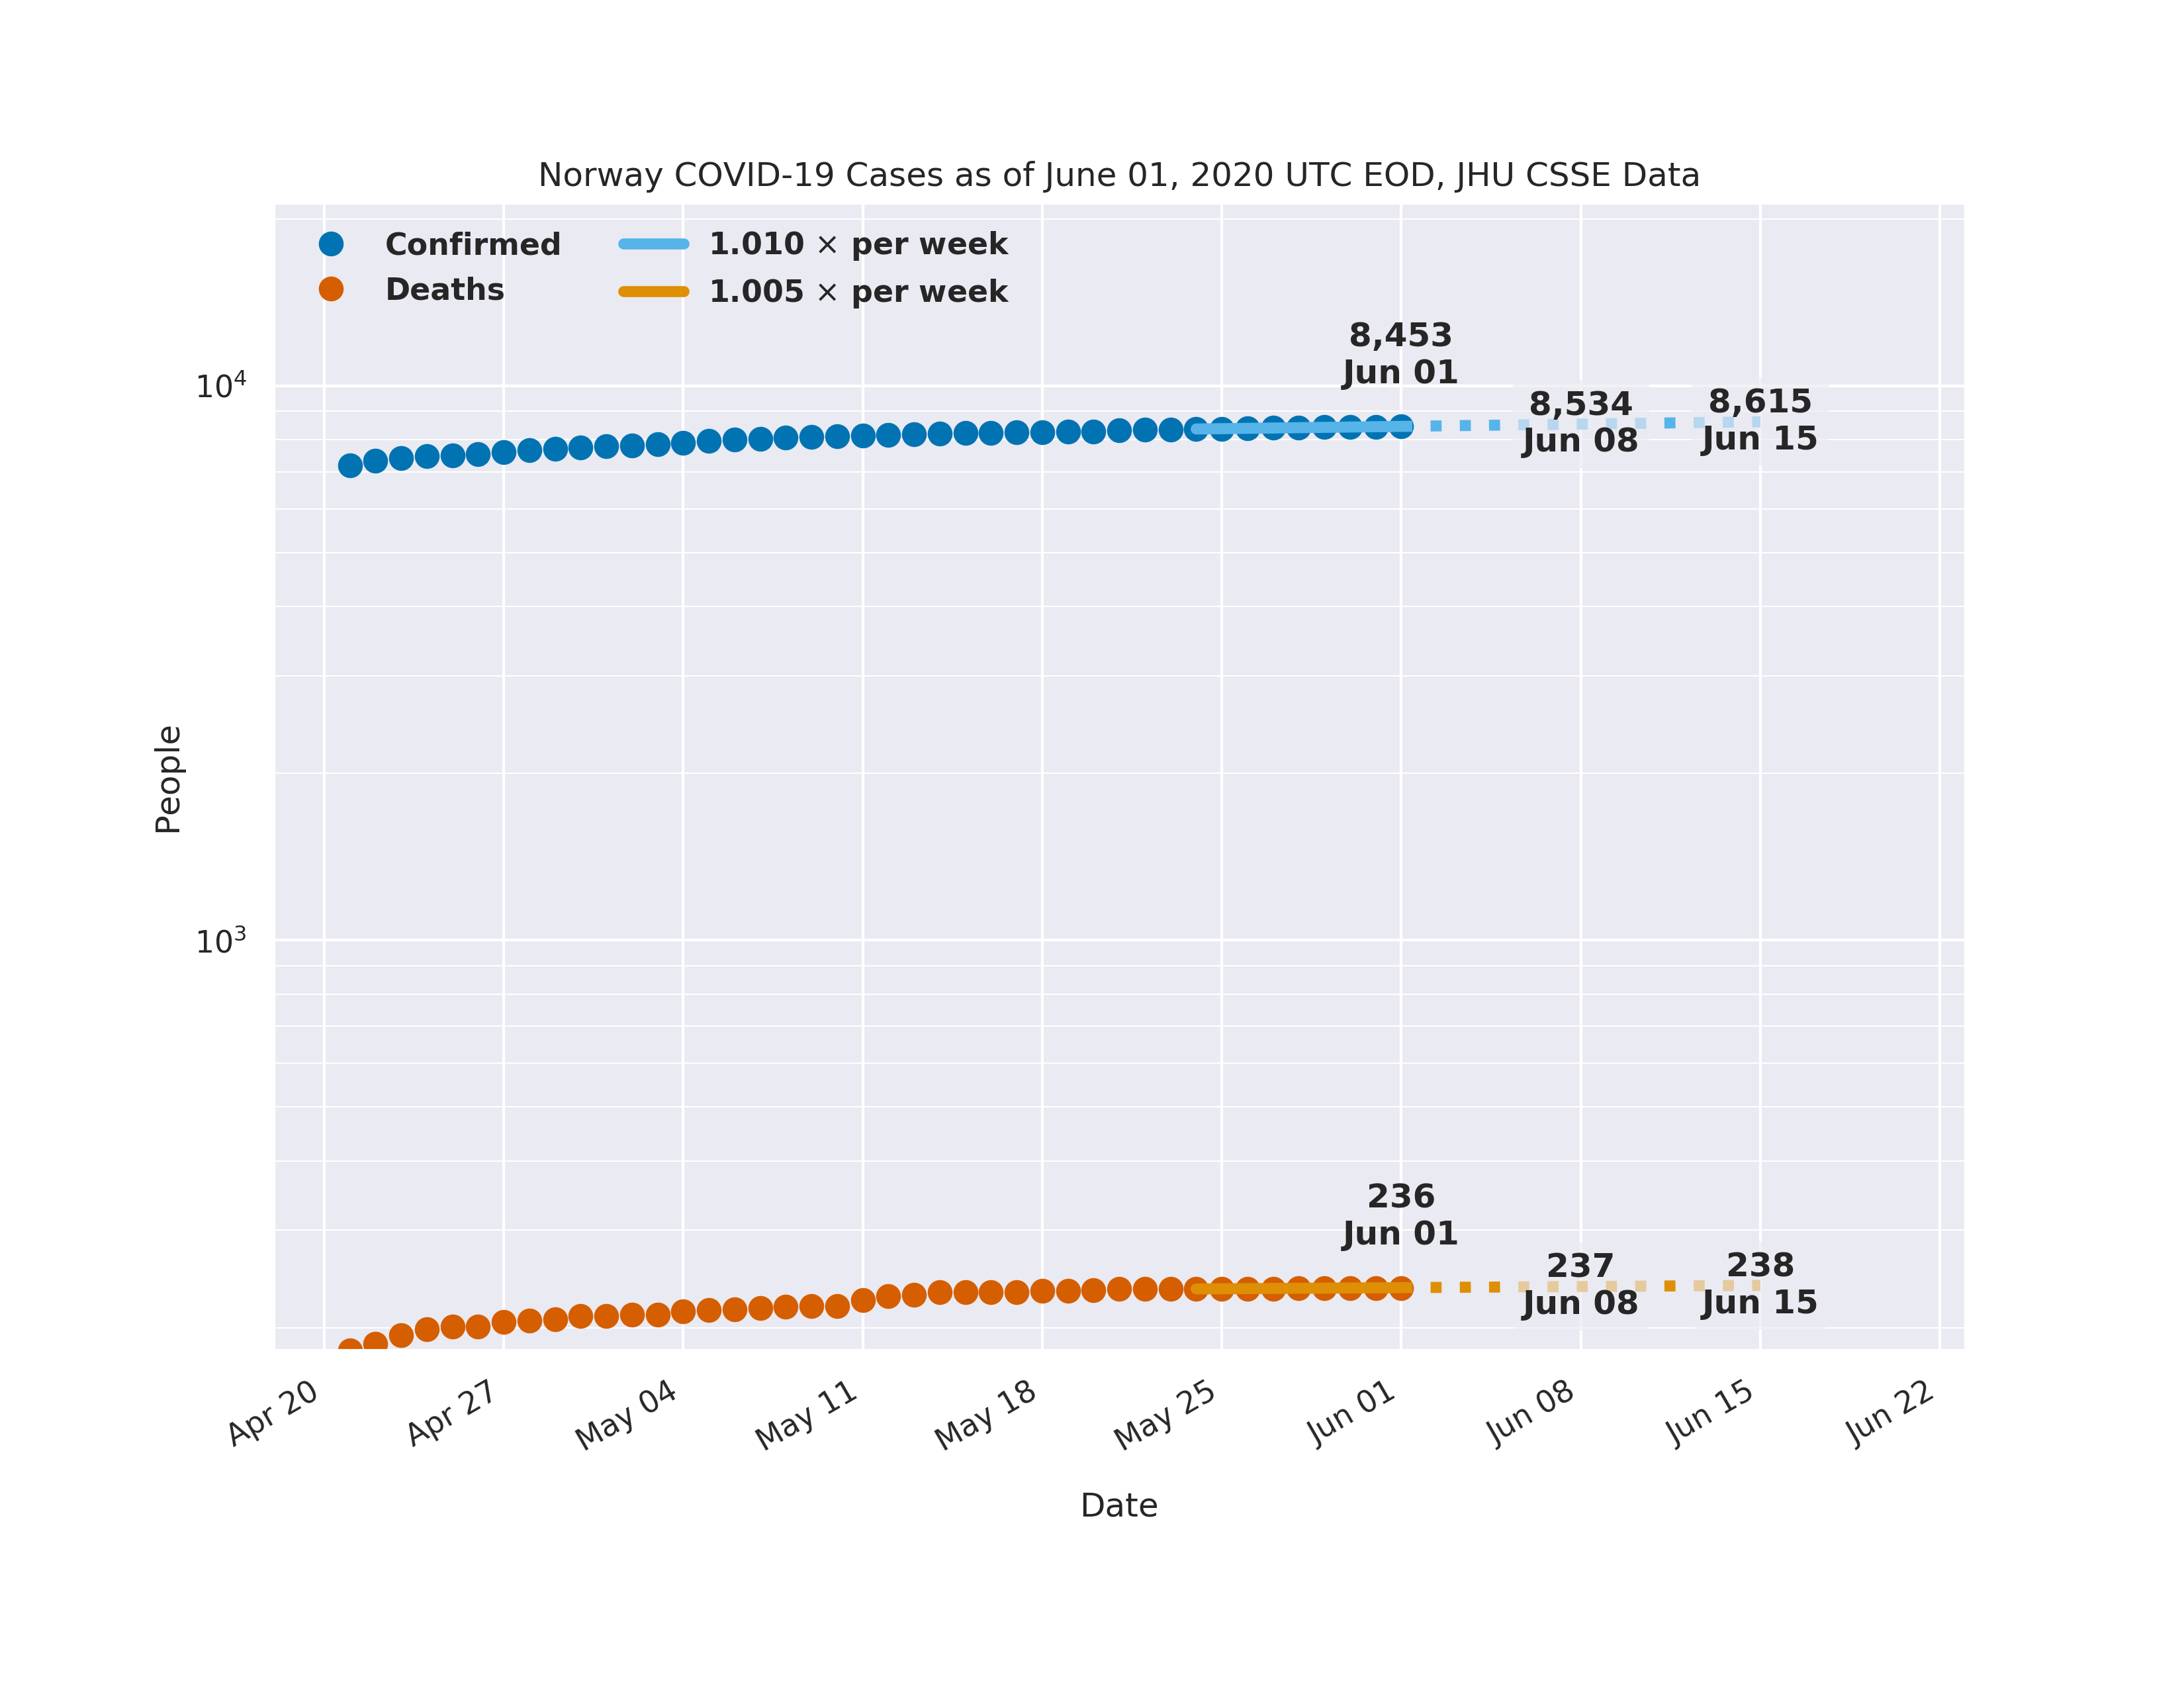 Norway COVID-19 Cases as of June 01, 2020 UTC EOD, JHU CSSE Data
Confirmed
Deaths
1.010 × per week
1.005 × per week
8,453
Jun 01
8,534
Jun 08
8,615
Jun 15
10⁴
People
10³
236
Jun 01
237
Jun 08
238
Jun 15
Apr 20
Apr 27
May 04
May 11
May 18
May 25
Jun 01
Jun 08
Jun 15
Jun 22
Date